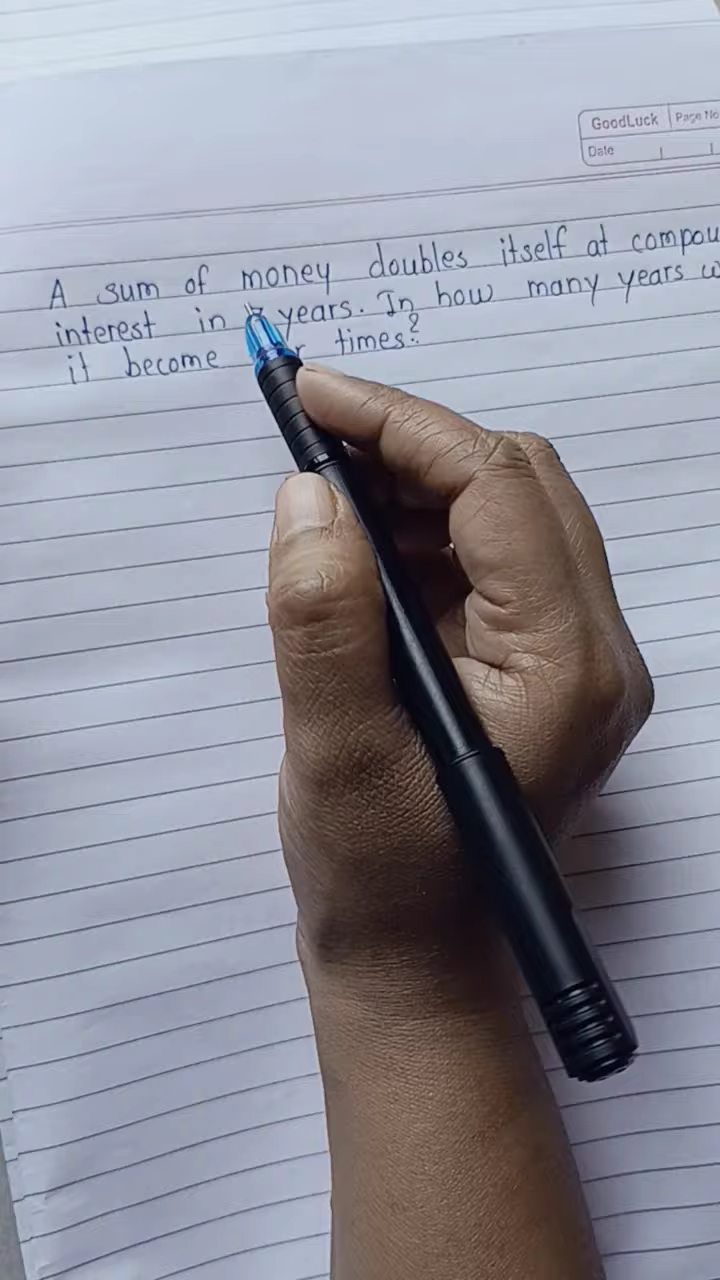 GoodLuck Page No
Date
A sum of money doubles itself at compou
interest in years. In how many years w
it become r times?